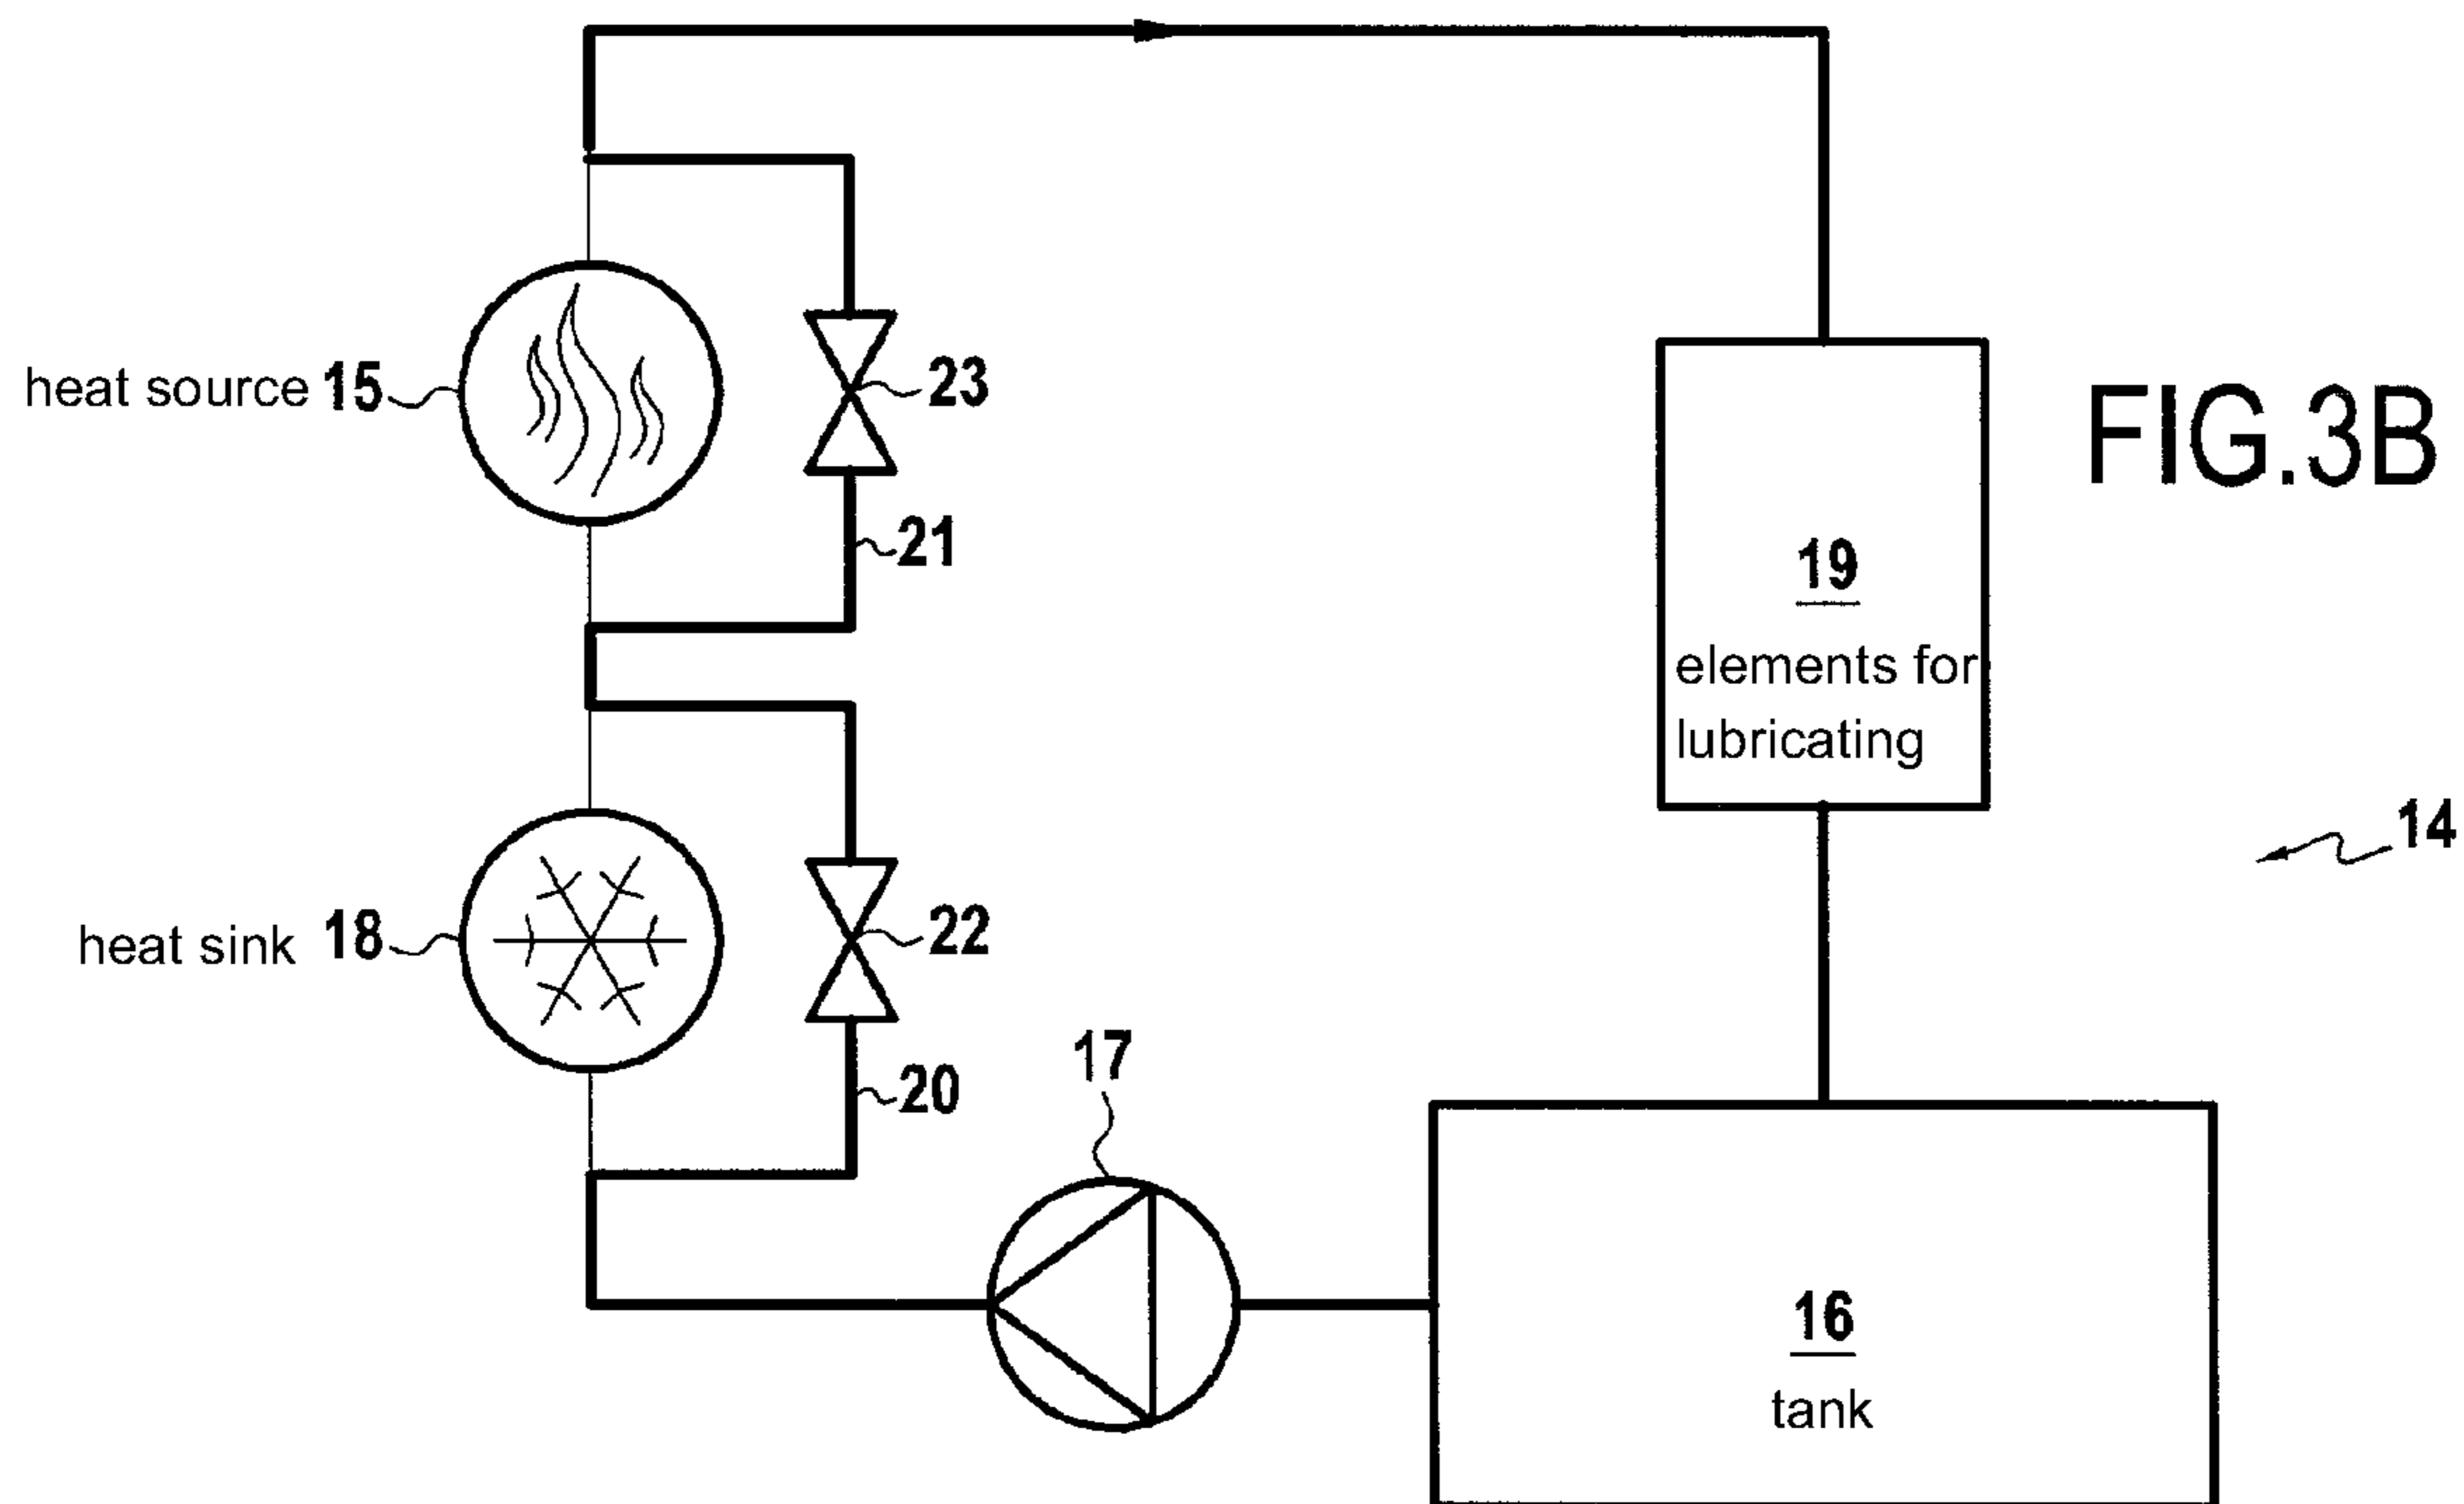 heat source 15
23
FIG.3B
21
19
elements for
lubricating
14
heat sink 18
22
17
20
16
tank